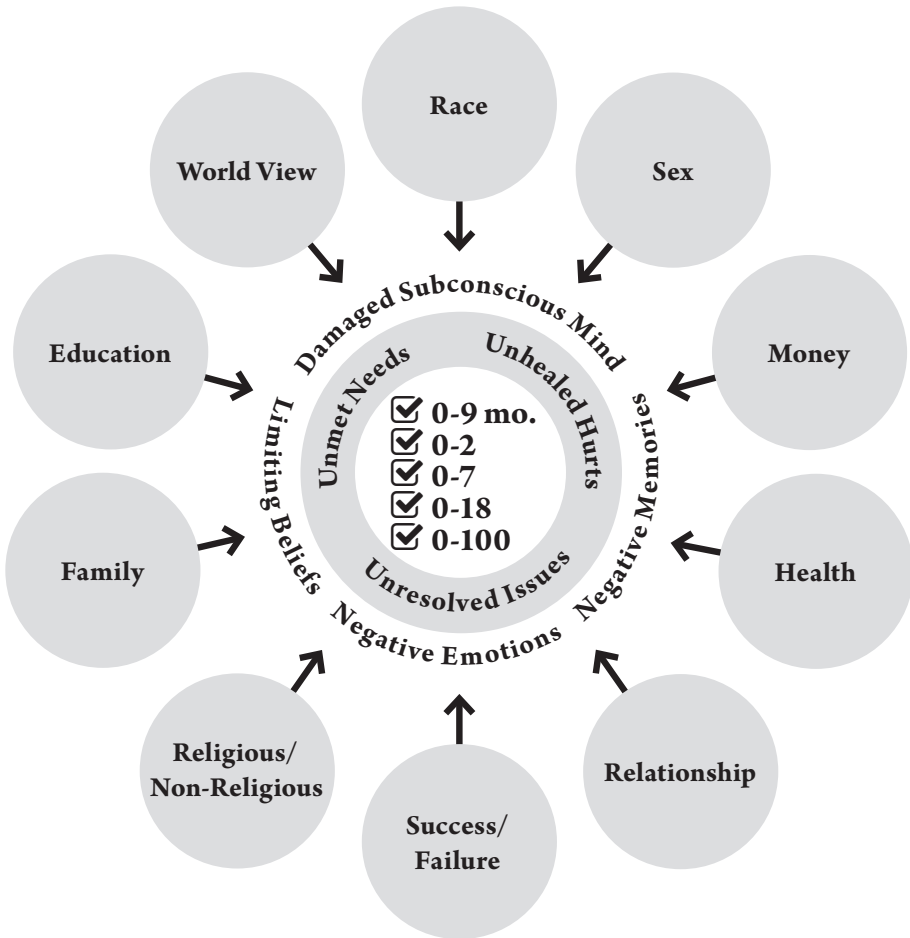 Race
World View
Sex
Education
Money
Family
Health
Religious/
Non-Religious
Relationship
Success/
Failure
Damaged Subconscious Mind
Limiting Beliefs
Negative Memories
Negative Emotions
Unmet Needs
Unhealed Hurts
Unresolved Issues
0-9 mo.
0-2
0-7
0-18
0-100